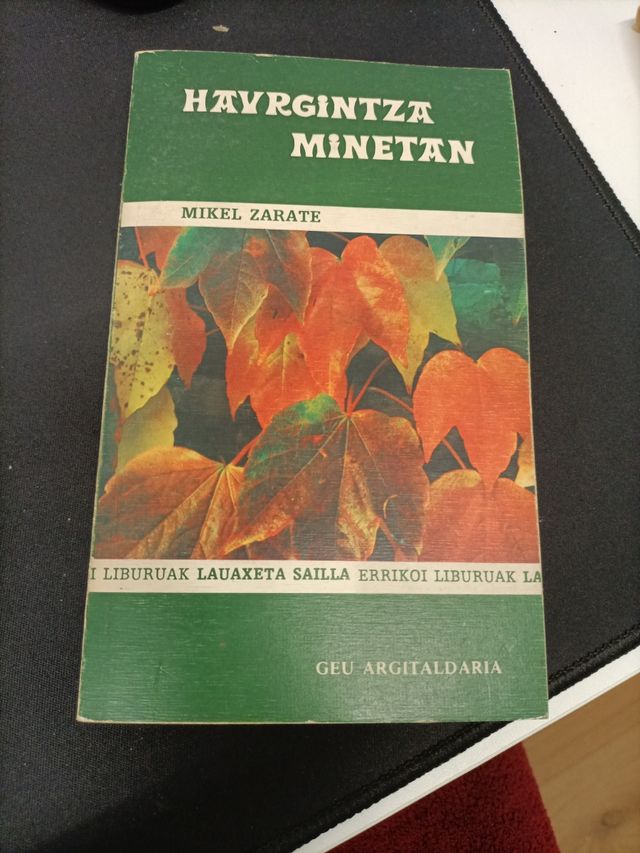 HAVRGiNTZA
MiNETAN
MIKEL ZARATE
I LIBURUAK LAUAXETA SAILLA ERRIKOI LIBURUAK LA
GEU ARGITALDARIA